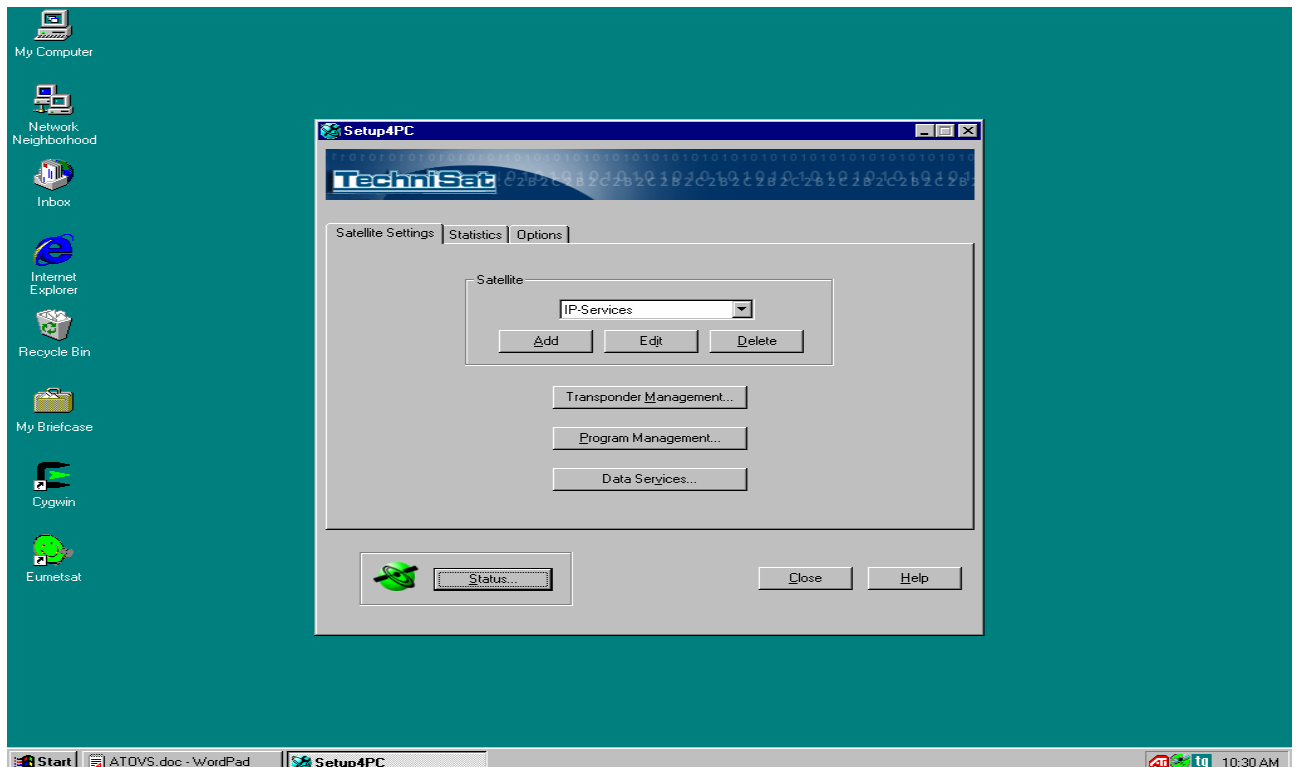 My Computer
Network
Neighborhood
Inbox
Internet
Explorer
Recycle Bin
My Briefcase
Cygwin
Eumetsat
Setup4PC
TechniSat
Satellite Settings
Statistics
Options
Satellite
IP-Services
Add
Edit
Delete
Transponder Management...
Program Management...
Data Services...
Status...
Close
Help
Start
ATOVS.doc - WordPad
Setup4PC
ATI
tq
10:30 AM